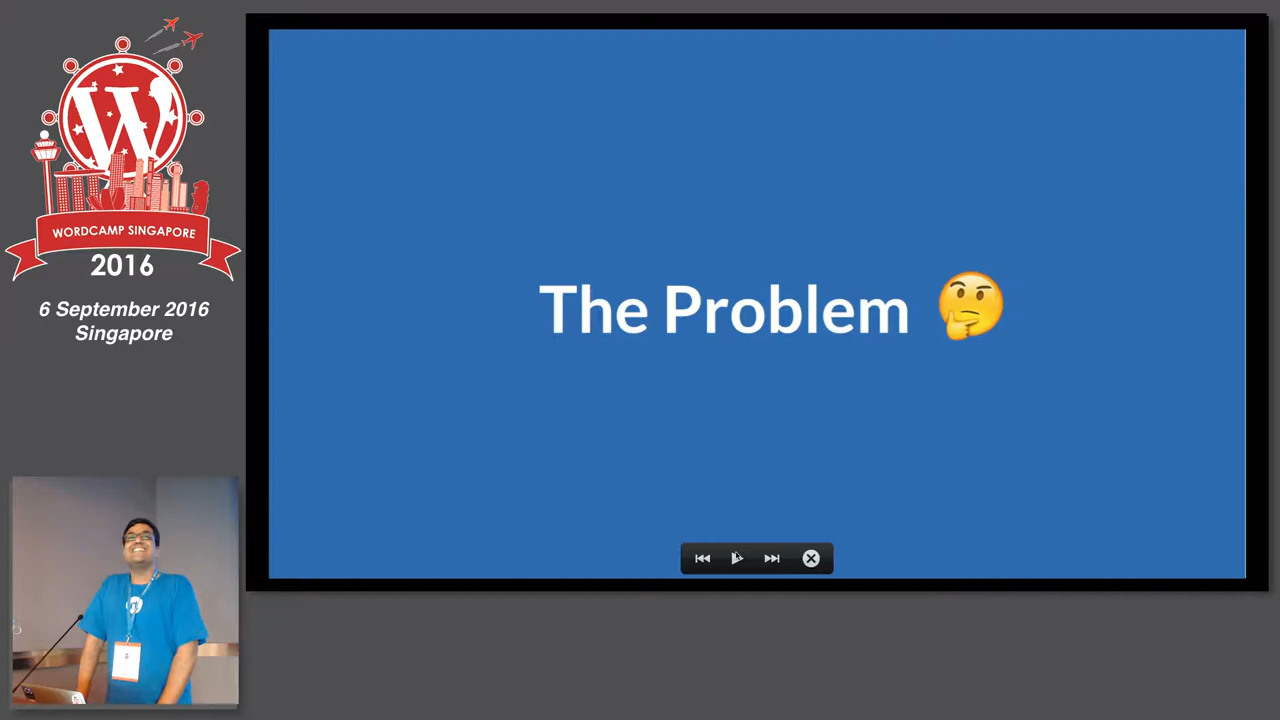 W
WORDCAMP SINGAPORE
2016
6 September 2016
Singapore
The Problem 🤔